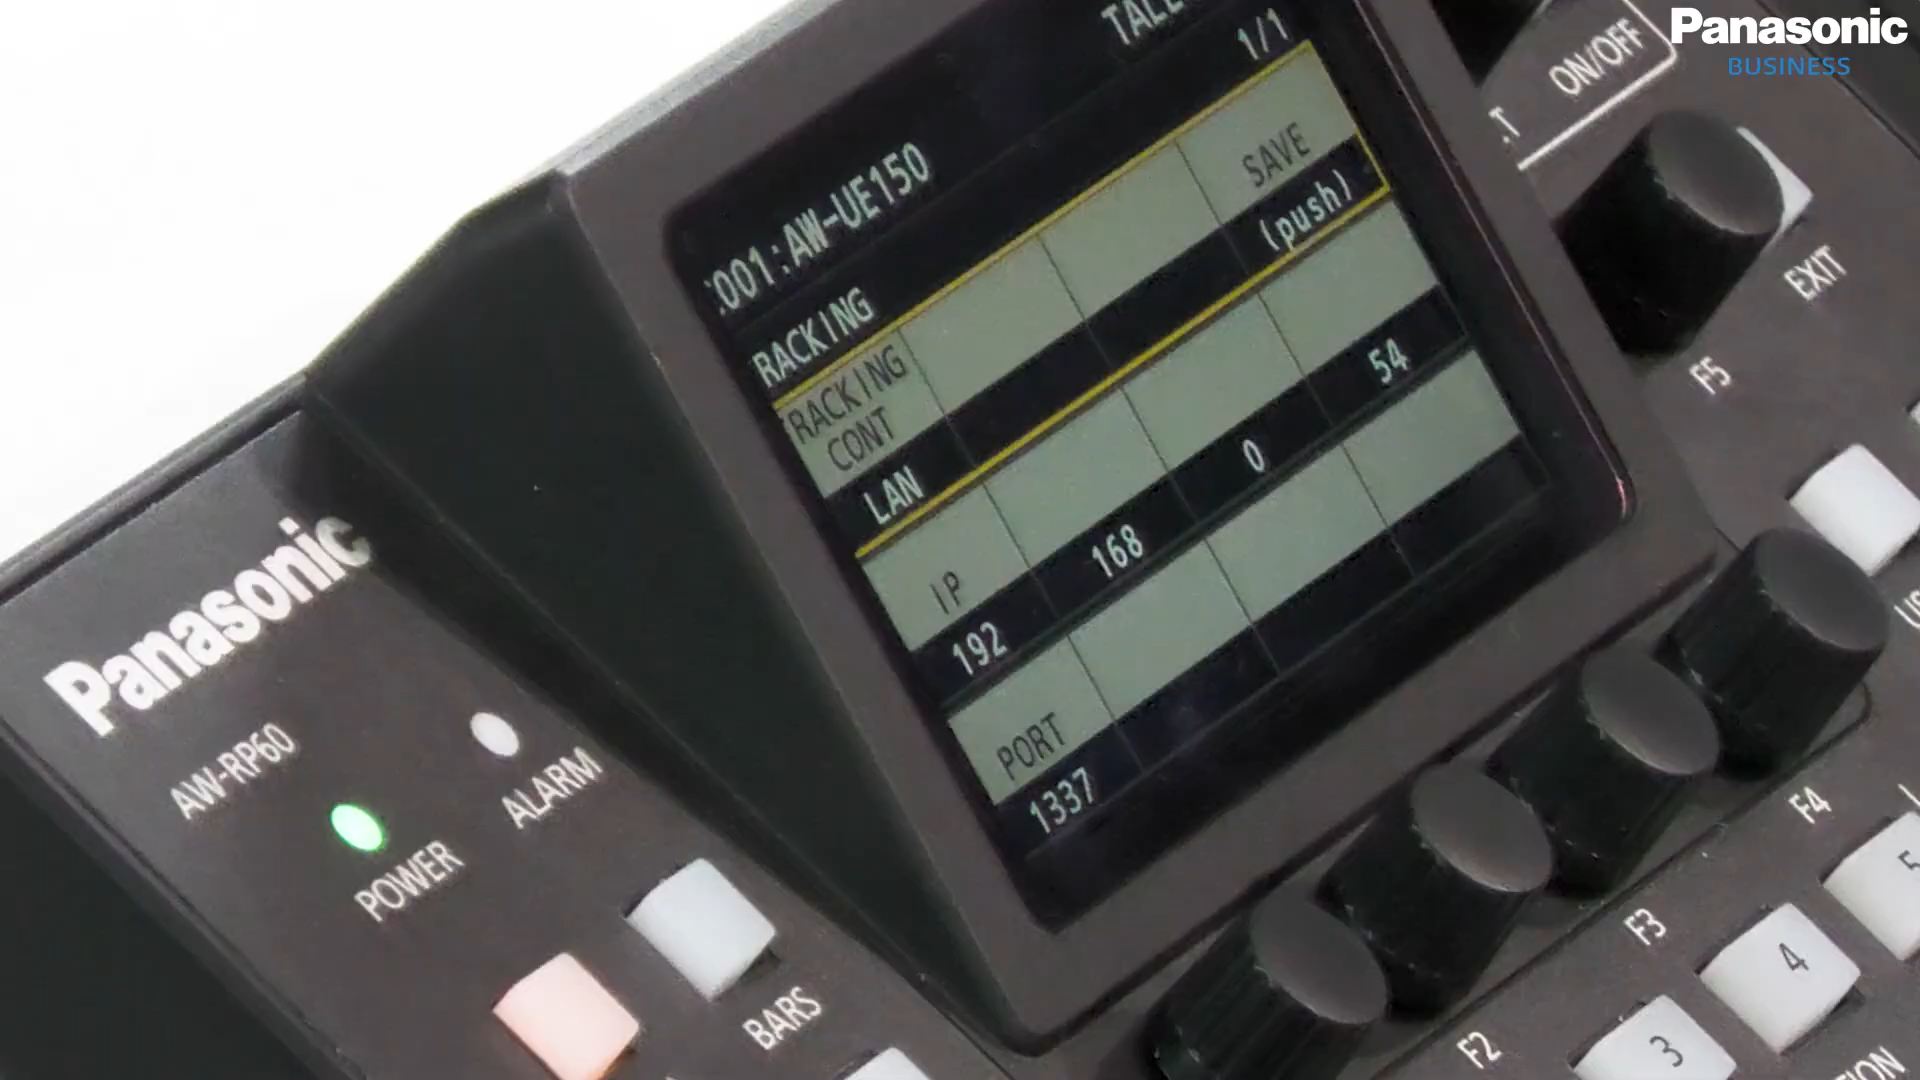 Panasonic
BUSINESS
ON/OFF
EXIT
F5
:001:AW-UE150
1/1
RACKING
RACKING
CONT
SAVE
LAN
(push)
IP
192 168 0 54
PORT
1337
Panasonic
AW-RP60
POWER
ALARM
BARS
F2
F3
F4
3
4
5